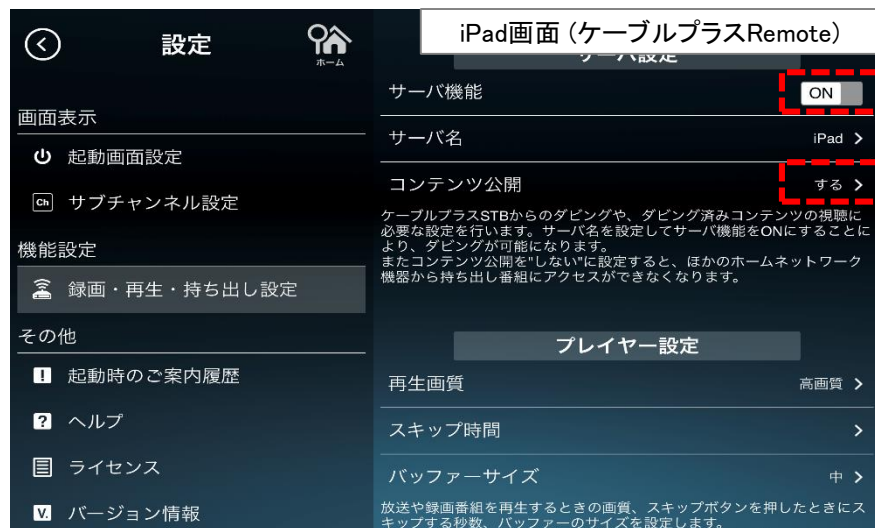 iPad画面 (ケーブルプラスRemote)
設定
ホーム
画面表示
起動画面設定
Ch サブチャンネル設定
機能設定
録画・再生・持ち出し設定
その他
! 起動時のご案内履歴
? ヘルプ
ライセンス
V. バージョン情報
サーバ設定
サーバ機能 ON
サーバ名 iPad >
コンテンツ公開 する >
ケーブルプラスSTBからのダビングや、ダビング済みコンテンツの視聴に
必要な設定を行います。サーバ名を設定してサーバ機能をONにすることに
より、ダビングが可能になります。
またコンテンツ公開を"しない"に設定すると、ほかのホームネットワーク
機器から持ち出し番組にアクセスができなくなります。
プレイヤー設定
再生画質 高画質 >
スキップ時間 >
バッファーサイズ 中 >
放送や録画番組を再生するときの画質、スキップボタンを押したときにス
キップする秒数、バッファーのサイズを設定します。